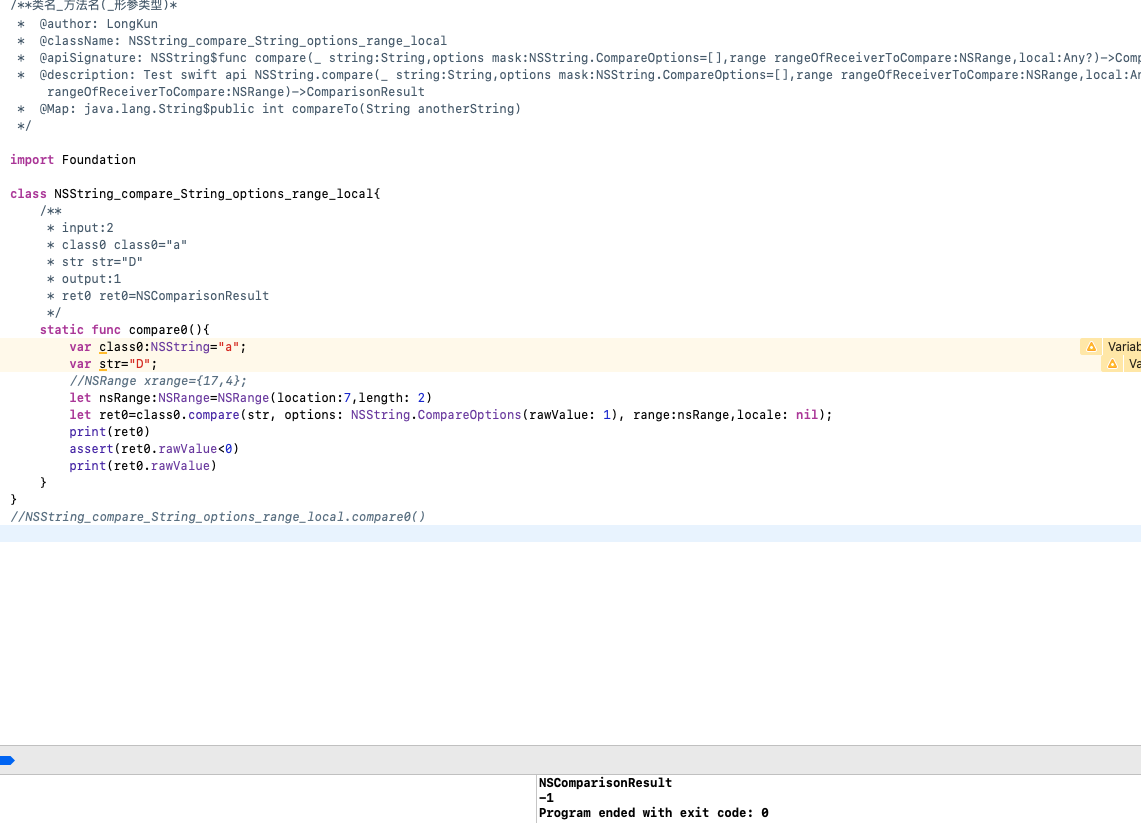 /**类名_方法名(_形参类型)*
 *  @author: LongKun
 *  @className: NSString_compare_String_options_range_local
 *  @apiSignature: NSString$func compare(_ string:String,options mask:NSString.CompareOptions=[],range rangeOfReceiverToCompare:NSRange,local:Any?)->Comp
 *  @description: Test swift api NSString.compare(_ string:String,options mask:NSString.CompareOptions=[],range rangeOfReceiverToCompare:NSRange,local:An
     rangeOfReceiverToCompare:NSRange)->ComparisonResult
 *  @Map: java.lang.String$public int compareTo(String anotherString)
 */
import Foundation
class NSString_compare_String_options_range_local{
    /**
     * input:2
     * class0 class0="a"
     * str str="D"
     * output:1
     * ret0 ret0=NSComparisonResult
     */
    static func compare0(){
        var class0:NSString="a"; Variab
        var str="D"; Va
        //NSRange xrange={17,4};
        let nsRange:NSRange=NSRange(location:7,length: 2)
        let ret0=class0.compare(str, options: NSString.CompareOptions(rawValue: 1), range:nsRange,locale: nil);
        print(ret0)
        assert(ret0.rawValue<0)
        print(ret0.rawValue)
    }
}
//NSString_compare_String_options_range_local.compare0()
NSComparisonResult
-1
Program ended with exit code: 0